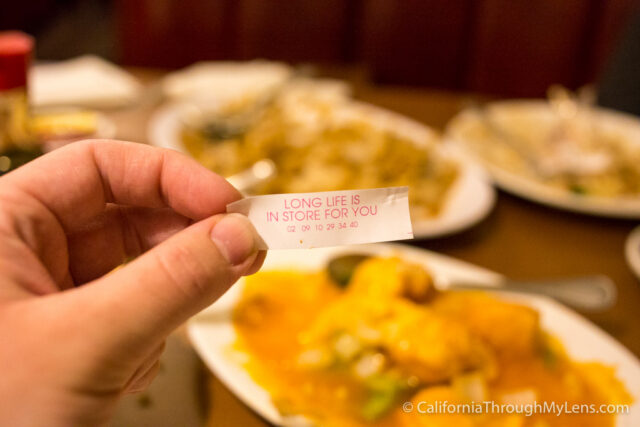 LONG LIFE IS
IN STORE FOR YOU
02 09 10 29 34 40
© CaliforniaThroughMyLens.com